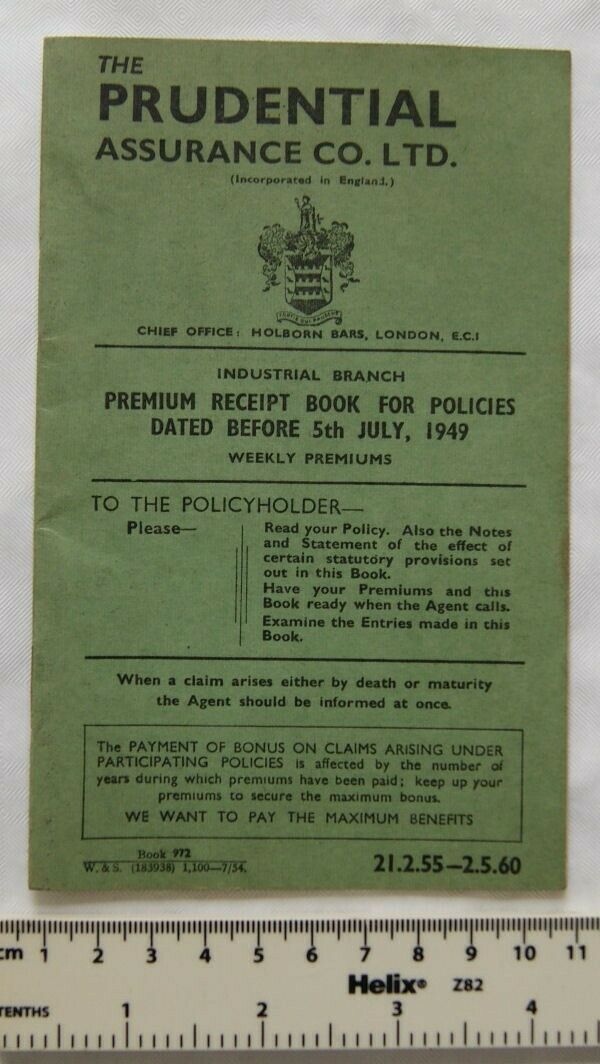 THE
PRUDENTIAL
ASSURANCE CO. LTD.
(Incorporated in England.)
CHIEF OFFICE: HOLBORN BARS, LONDON, E.C.1
INDUSTRIAL BRANCH
PREMIUM RECEIPT BOOK FOR POLICIES
DATED BEFORE 5th JULY, 1949
WEEKLY PREMIUMS
TO THE POLICYHOLDER—
Please—
Read your Policy. Also the Notes
and Statement of the effect of
certain statutory provisions set
out in this Book.
Have your Premiums and this
Book ready when the Agent calls.
Examine the Entries made in this
Book.
When a claim arises either by death or maturity
the Agent should be informed at once.
The PAYMENT OF BONUS ON CLAIMS ARISING UNDER
PARTICIPATING POLICIES is affected by the number of
years during which premiums have been paid; keep up your
premiums to secure the maximum bonus.
WE WANT TO PAY THE MAXIMUM BENEFITS
Book 972
W. & S. (183938) 1,100—7/54.
21.2.55—2.5.60
cm 1 2 3 4 5 6 7 8 9 10 11
Helix® Z82
TENTHS 1 2 3 4